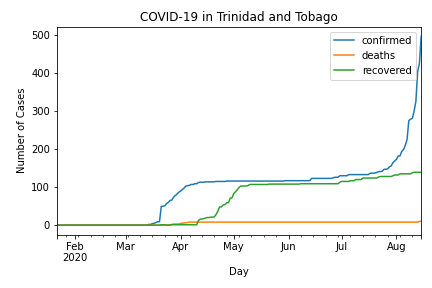 COVID-19 in Trinidad and Tobago
500
400
300
200
100
0
Number of Cases
confirmed
deaths
recovered
Feb
2020
Mar
Apr
May
Jun
Jul
Aug
Day